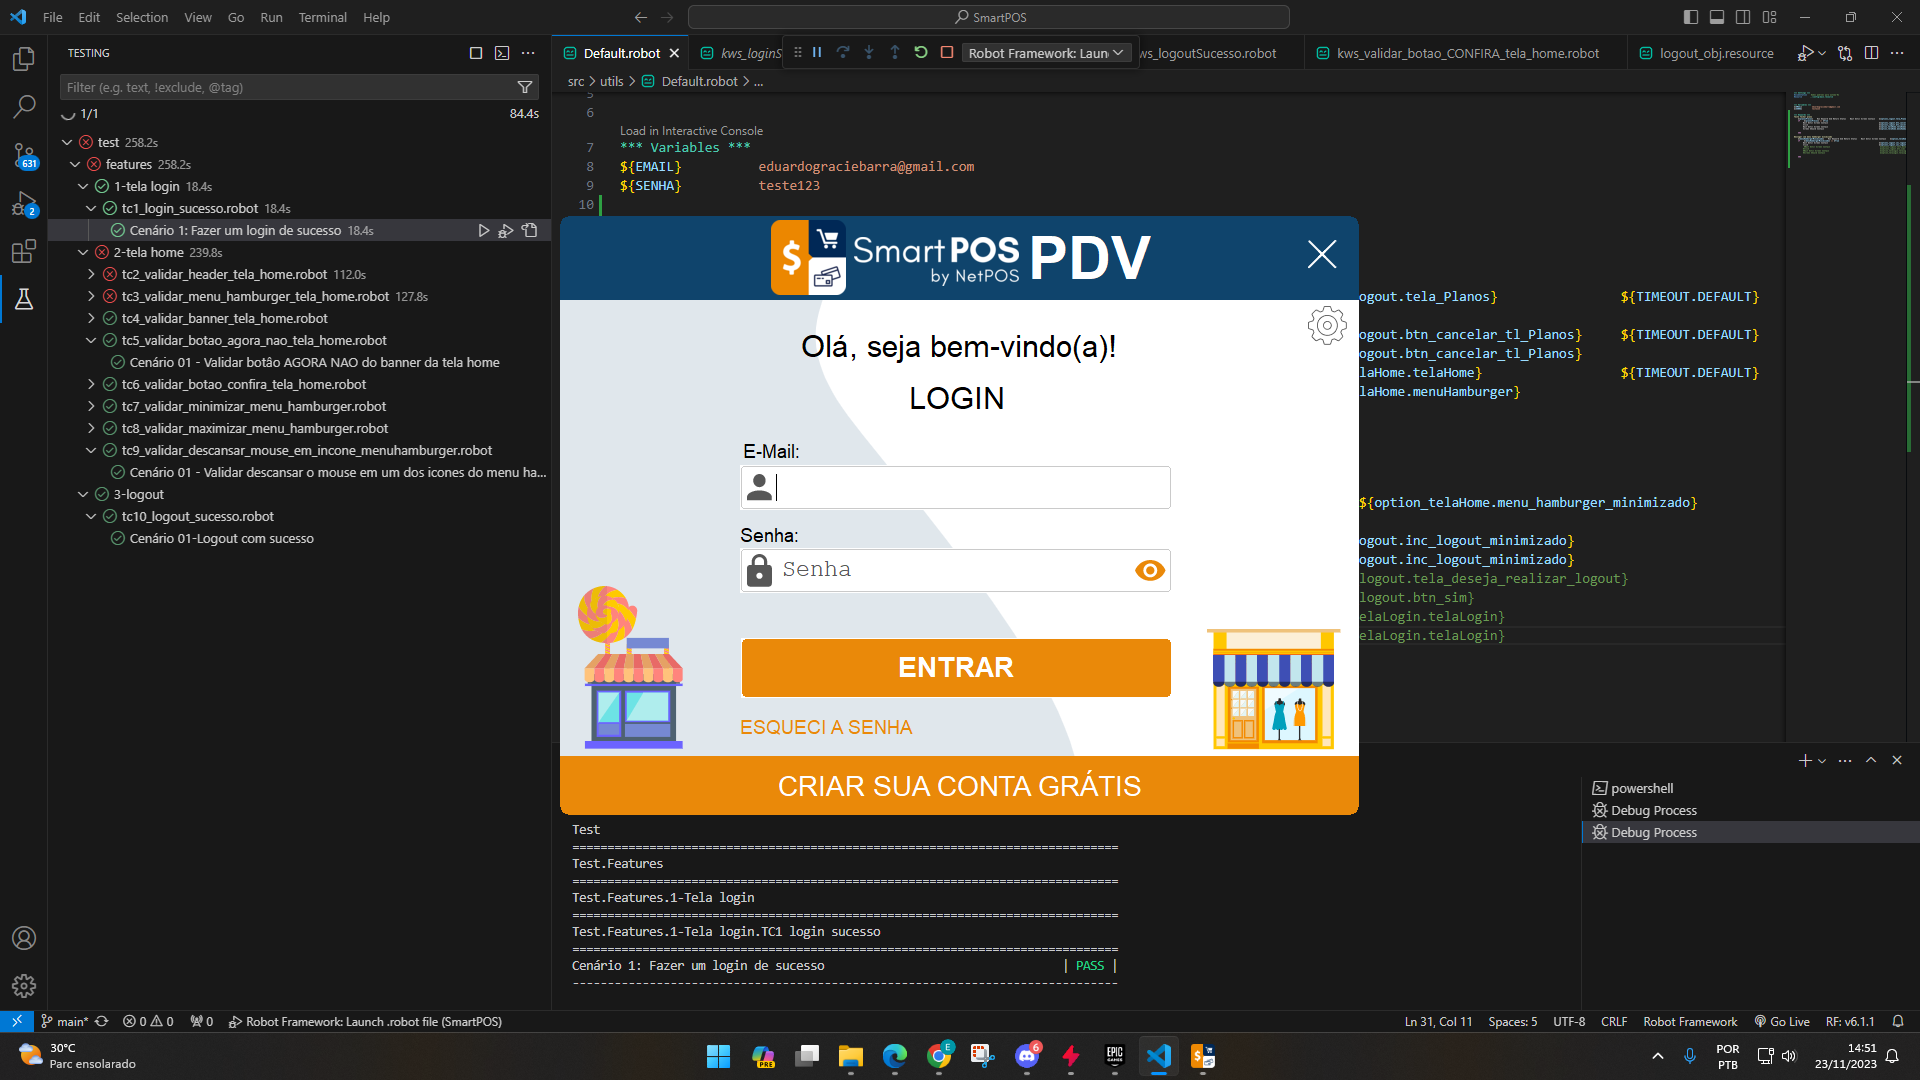 File Edit Selection View Go Run Terminal Help
SmartPOS
TESTING
Default.robot
kws_loginS
Robot Framework: Laun
ws_logoutSucesso.robot
kws_validar_botao_CONFIRA_tela_home.robot
logout_obj.resource
Filter (e.g. text, !exclude, @tag)
src > utils > Default.robot > ...
1/1
84.4s
test 258.2s
features 258.2s
1-tela login 18.4s
tc1_login_sucesso.robot 18.4s
Cenário 1: Fazer um login de sucesso 18.4s
2-tela home 239.8s
tc2_validar_header_tela_home.robot 112.0s
tc3_validar_menu_hamburger_tela_home.robot 127.8s
tc4_validar_banner_tela_home.robot
tc5_validar_botao_agora_nao_tela_home.robot
Cenário 01 - Validar botão AGORA NAO do banner da tela home
tc6_validar_botao_confira_tela_home.robot
tc7_validar_minimizar_menu_hamburger.robot
tc8_validar_maximizar_menu_hamburger.robot
tc9_validar_descansar_mouse_em_incone_menuhamburger.robot
Cenário 01 - Validar descansar o mouse em um dos icones do menu ha...
3-logout
tc10_logout_sucesso.robot
Cenário 01-Logout com sucesso
631
2
5
6
Load in Interactive Console
7 *** Variables ***
8 ${EMAIL} eduardograciebarra@gmail.com
9 ${SENHA} teste123
10
ogout.tela_Planos} ${TIMEOUT.DEFAULT}
ogout.btn_cancelar_tl_Planos} ${TIMEOUT.DEFAULT}
ogout.btn_cancelar_tl_Planos}
laHome.telaHome} ${TIMEOUT.DEFAULT}
laHome.menuHamburger}
${option_telaHome.menu_hamburger_minimizado}
ogout.inc_logout_minimizado}
ogout.inc_logout_minimizado}
logout.tela_deseja_realizar_logout}
logout.btn_sim}
elaLogin.telaLogin}
elaLogin.telaLogin}
$ SmartPOS PDV
by NetPOS
Olá, seja bem-vindo(a)!
LOGIN
E-Mail:
Senha:
Senha
ENTRAR
ESQUECI A SENHA
CRIAR SUA CONTA GRÁTIS
powershell
Debug Process
Debug Process
Test
==============================================================================
Test.Features
==============================================================================
Test.Features.1-Tela login
==============================================================================
Test.Features.1-Tela login.TC1 login sucesso
==============================================================================
Cenário 1: Fazer um login de sucesso | PASS |
------------------------------------------------------------------------------
main* 0 0 0 Robot Framework: Launch .robot file (SmartPOS)
Ln 31, Col 11 Spaces: 5 UTF-8 CRLF Robot Framework Go Live RF: v6.1.1
30°C
Parc ensolarado
PRE
E
6
EPIC GAMES
POR
PTB
14:51
23/11/2023